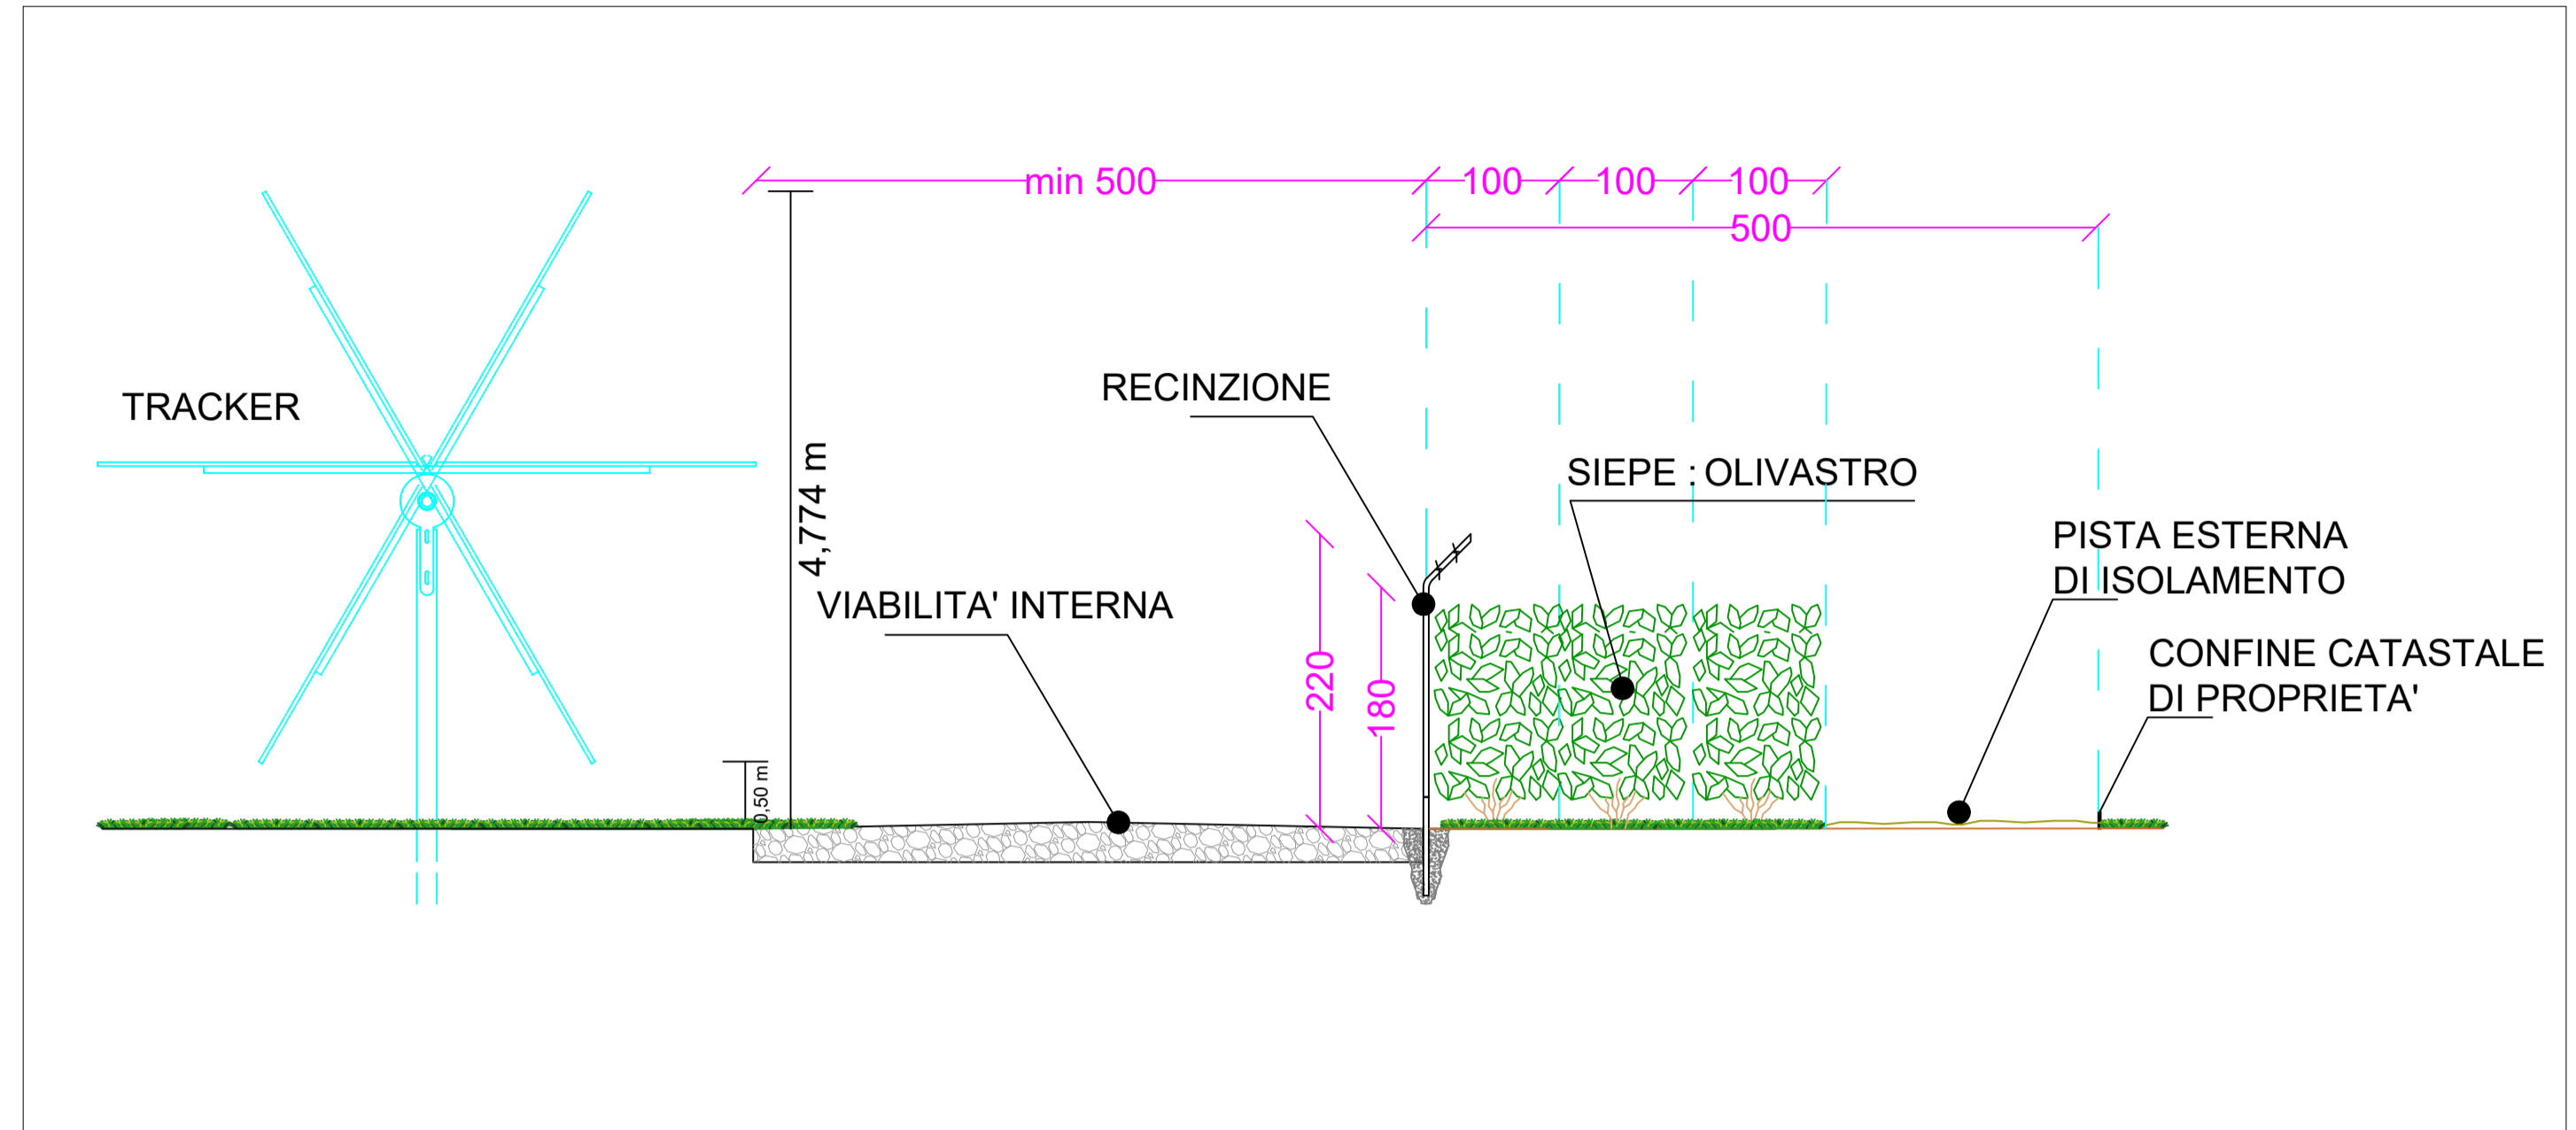 min 500
100
100
100
500
TRACKER
RECINZIONE
4,774 m
SIEPE : OLIVASTRO
PISTA ESTERNA
DI ISOLAMENTO
VIABILITA' INTERNA
CONFINE CATASTALE
DI PROPRIETA'
220
180
0,50 m